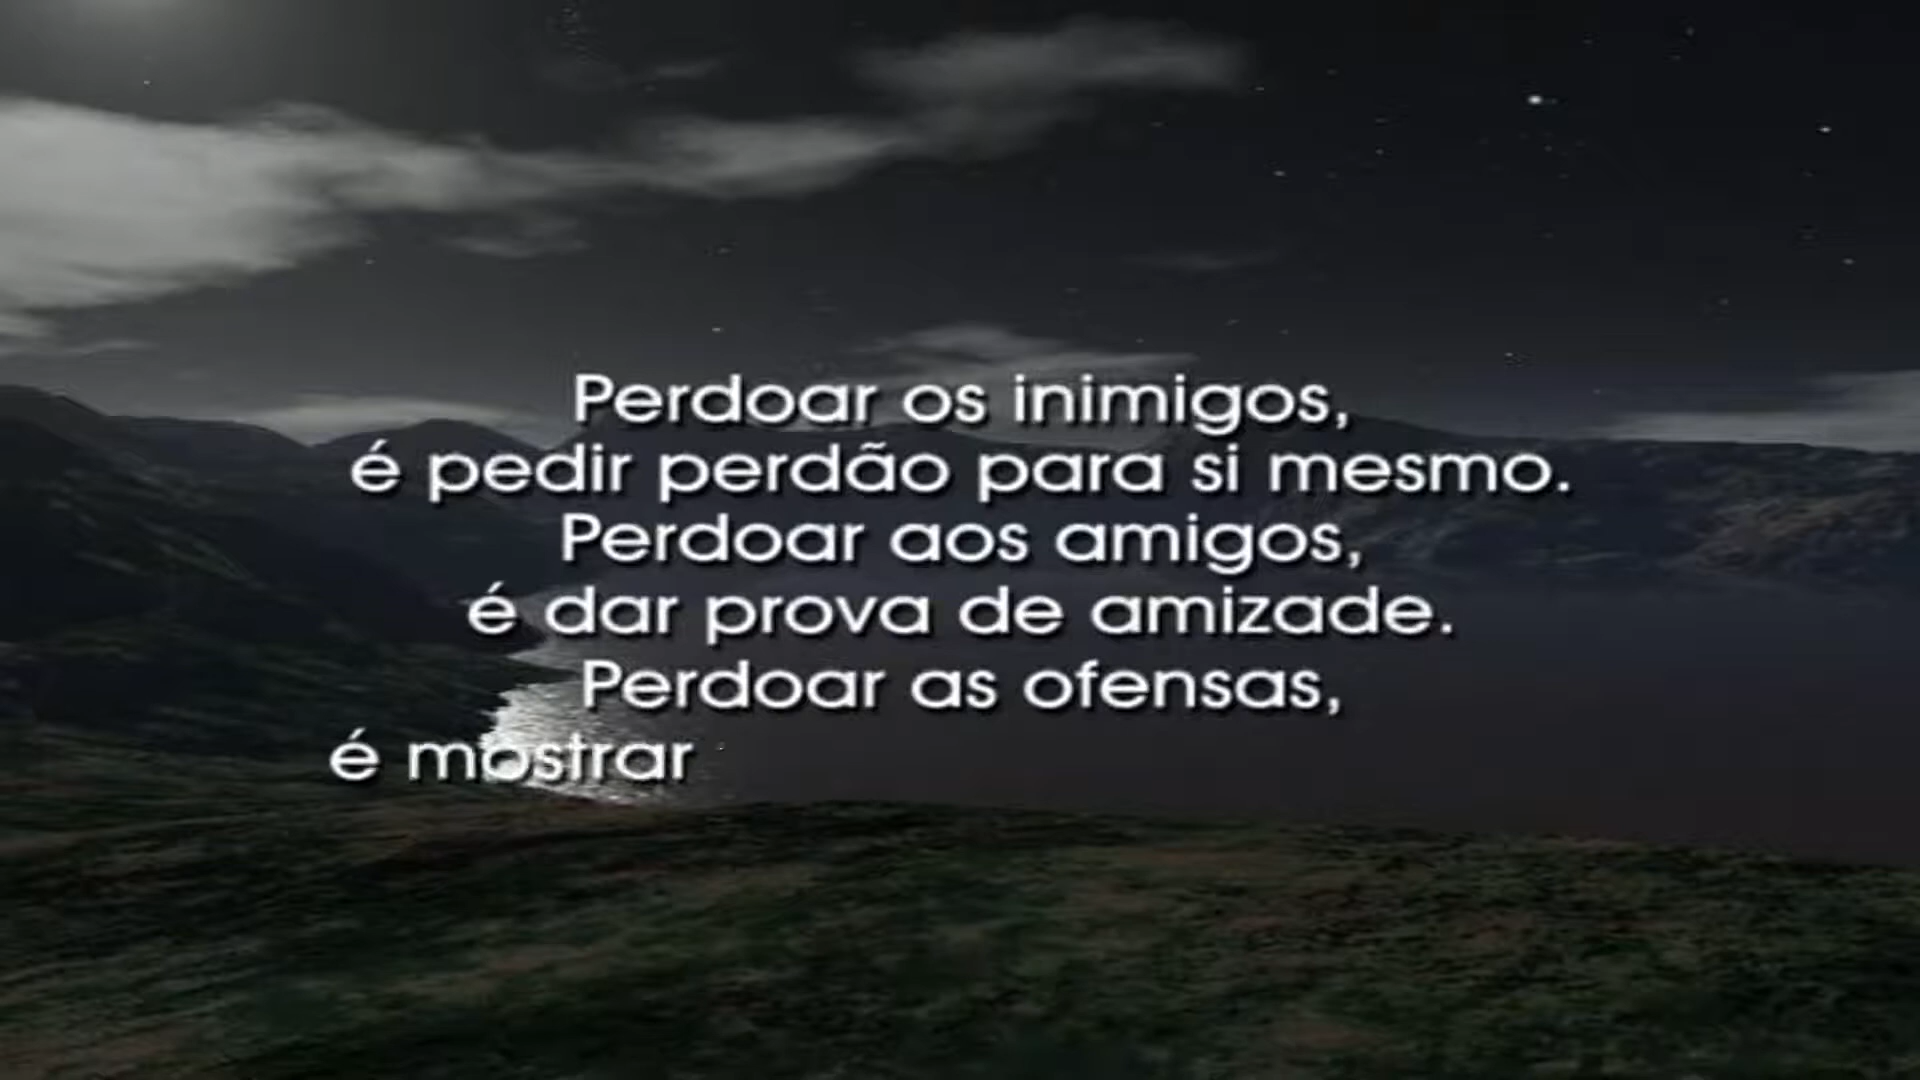 Perdoar os inimigos,
é pedir perdão para si mesmo.
Perdoar aos amigos,
é dar prova de amizade.
Perdoar as ofensas,
é mostrar